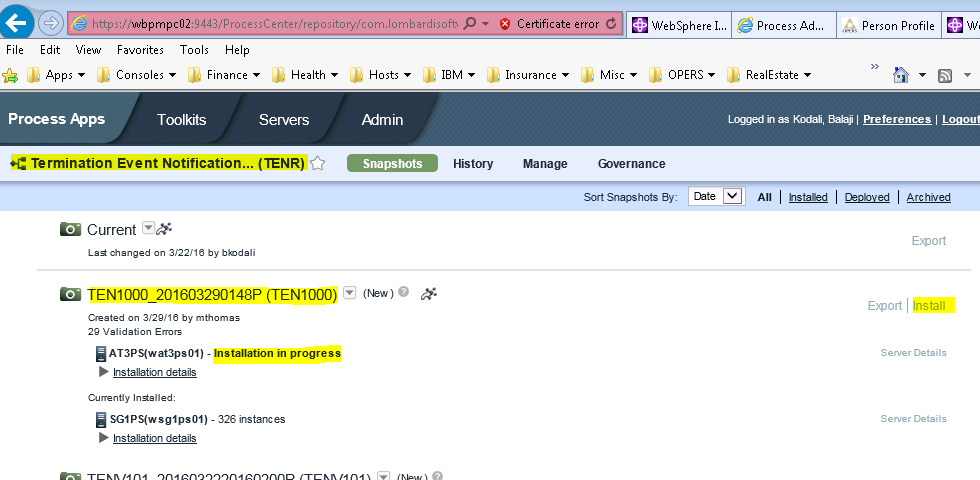 https://wbpmpc02:9443/ProcessCenter/repository/com.lombardisoft Certificate error WebSphere I... Process Ad... Person Profile We
File Edit View Favorites Tools Help
Apps Consoles Finance Health Hosts IBM Insurance Misc OPERS RealEstate
Process Apps Toolkits Servers Admin Logged in as Kodali, Balaji | Preferences | Logout
Termination Event Notification... (TENR) Snapshots History Manage Governance
Sort Snapshots By: Date All | Installed | Deployed | Archived
Current
Export
Last changed on 3/22/16 by bkodali
TEN1000_201603290148P (TEN1000) (New ) ?
Export | Install
Created on 3/29/16 by mthomas
29 Validation Errors
AT3PS(wat3ps01) - Installation in progress Server Details
Installation details
Currently Installed:
SG1PS(wsg1ps01) - 326 instances Server Details
Installation details
TENV101_2016032220160200P (TENV101) (New ) ?